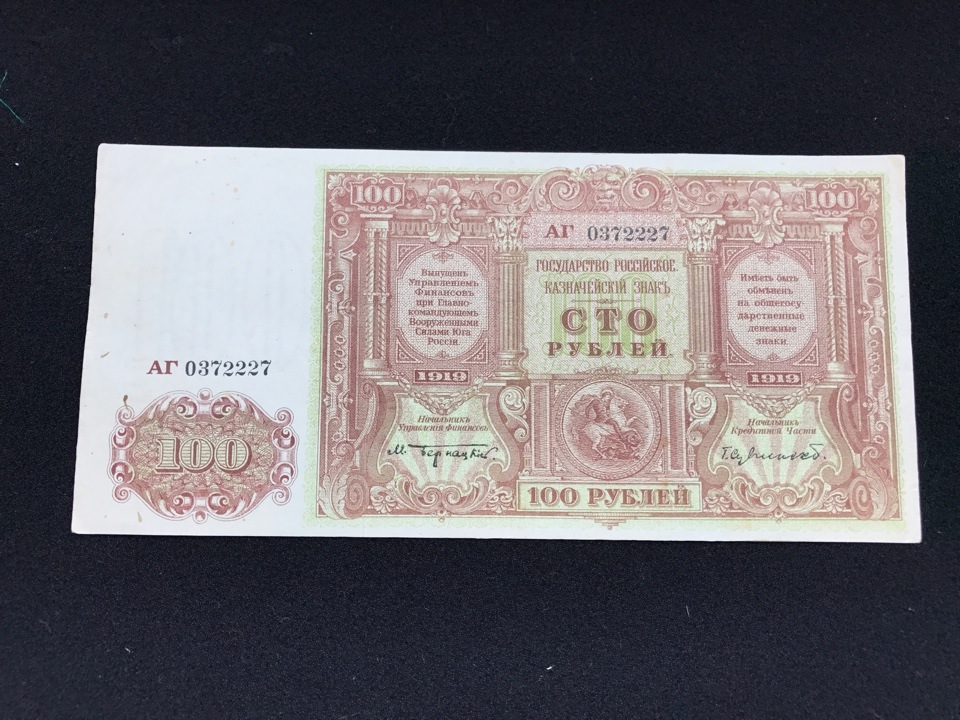 100
100
АГ 0372227
ГОСУДАРСТВО РОССІЙСКОЕ.
КАЗНАЧЕЙСКІЙ ЗНАКЪ
СТО
РУБЛЕЙ.
Выпущенъ
Управленіемъ
Финансовъ
при Главно-
командующемъ
Вооруженными
Силами Юга
Россіи.
Имѣетъ быть
обмѣненъ
на общегосу-
дарственные
денежные
знаки.
1919
1919
АГ 0372227
100
Начальникъ
Управленія Финансовъ
М. Бернацкій.
Начальникъ
Кредитной Части
100 РУБЛЕЙ